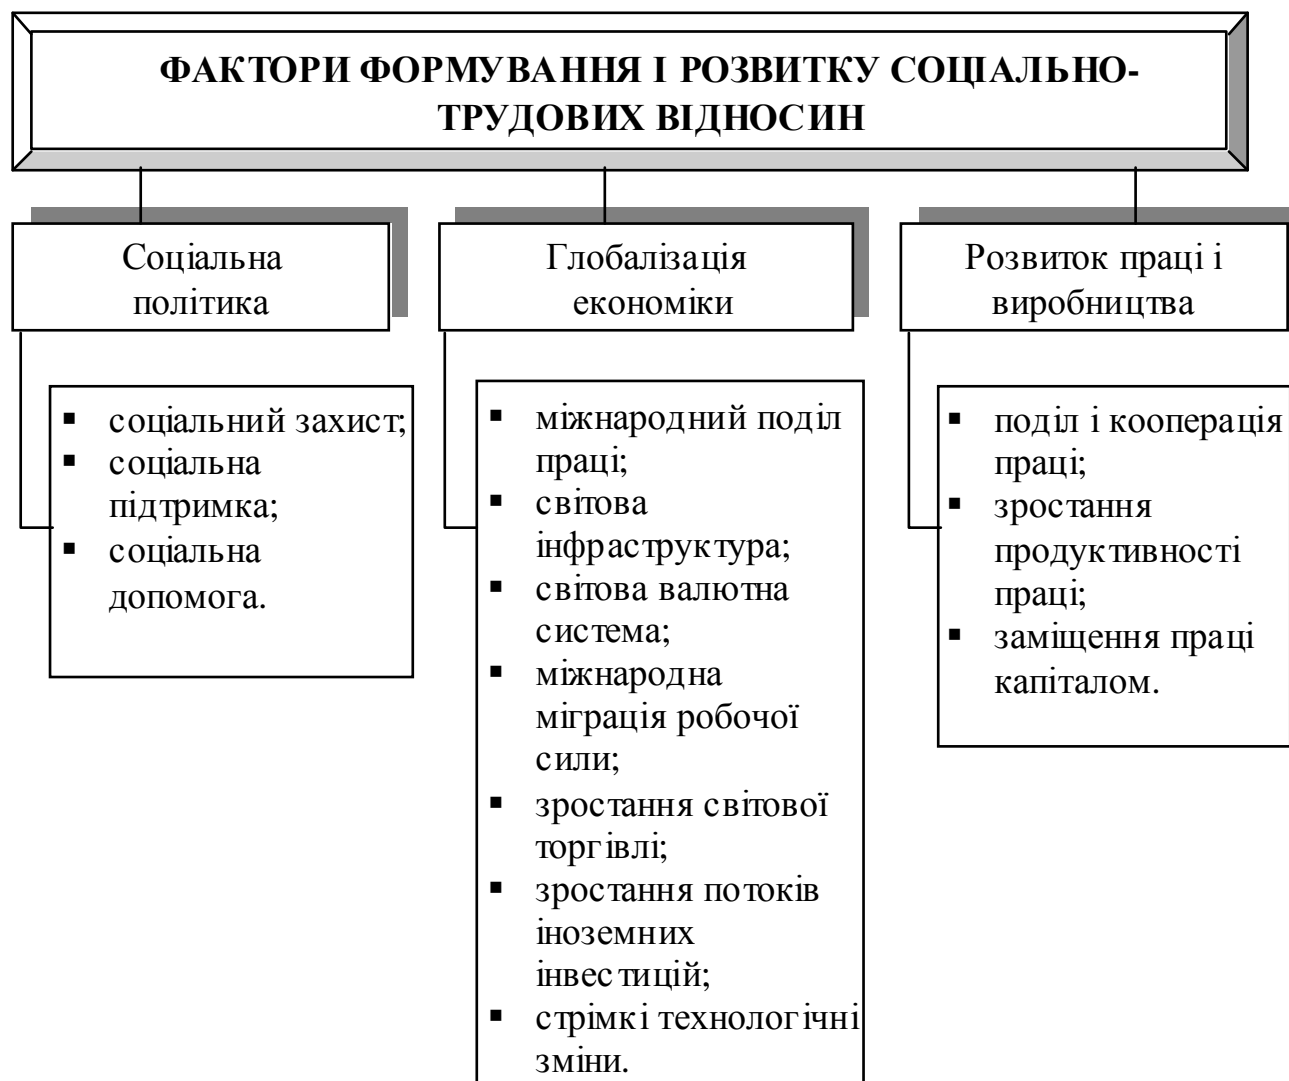 ФАКТОРИ ФОРМУВАННЯ І РОЗВИТКУ СОЦІАЛЬНО-
ТРУДОВИХ ВІДНОСИН
Соціальна
політика
▪ соціальний захист;
▪ соціальна
підтримка;
▪ соціальна
допомога.
Глобалізація
економіки
▪ міжнародний поділ
праці;
▪ світова
інфраструктура;
▪ світова валютна
система;
▪ міжнародна
міграція робочої
сили;
▪ зростання світової
торгівлі;
▪ зростання потоків
іноземних
інвестицій;
▪ стрімкі технологічні
зміни.
Розвиток праці і
виробництва
▪ поділ і кооперація
праці;
▪ зростання
продуктивності
праці;
▪ заміщення праці
капіталом.